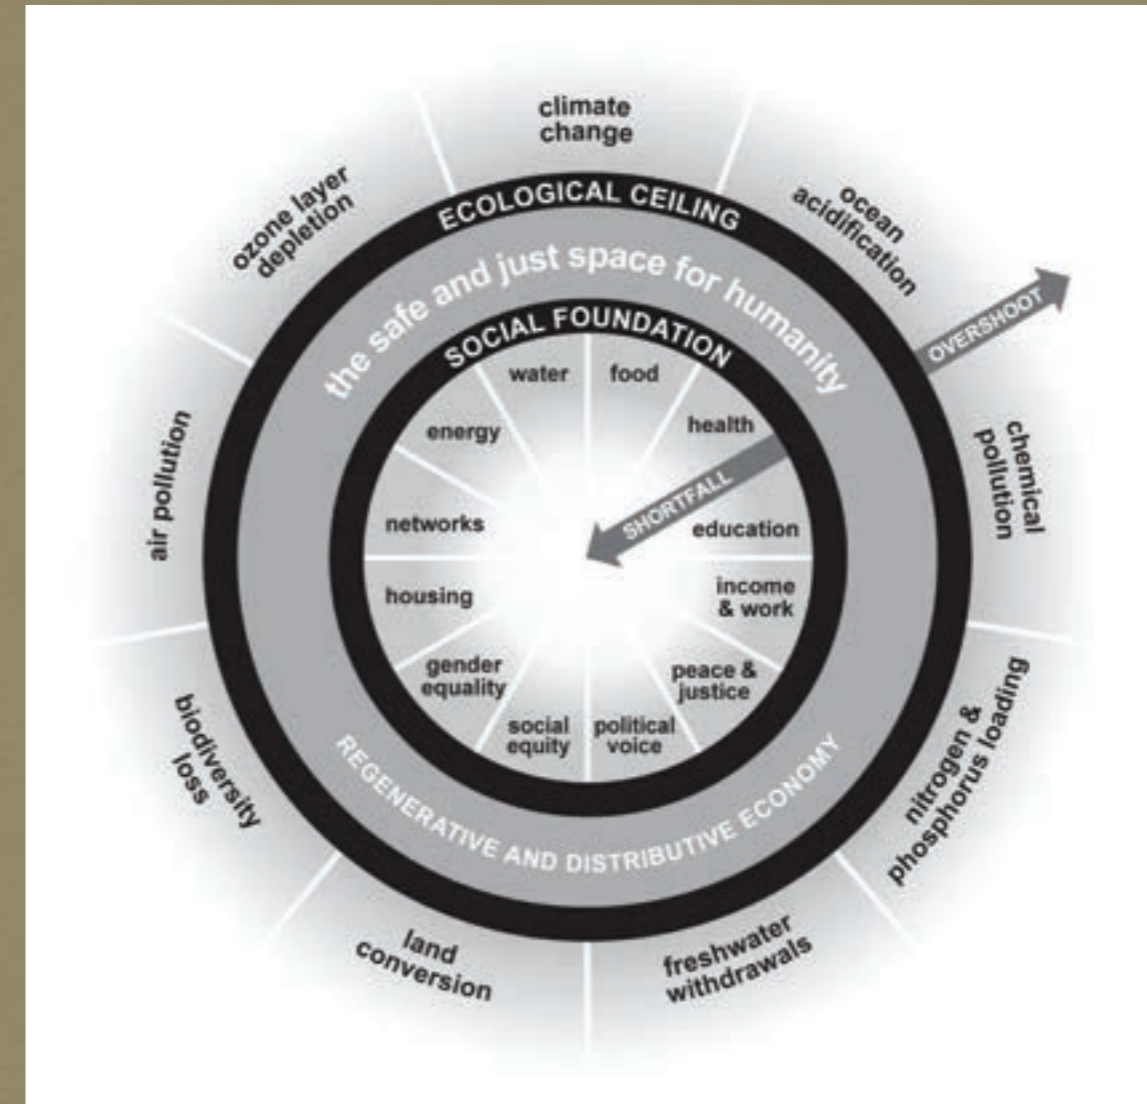 climate
change
ozone layer
depletion
ocean
acidification
ECOLOGICAL CEILING
the safe and just space for humanity
OVERSHOOT
SOCIAL FOUNDATION
water
food
energy
health
SHORTFALL
air pollution
chemical
pollution
networks
education
housing
income
& work
gender
equality
peace &
justice
social
equity
political
voice
biodiversity
loss
nitrogen &
phosphorus loading
REGENERATIVE AND DISTRIBUTIVE ECONOMY
land
conversion
freshwater
withdrawals